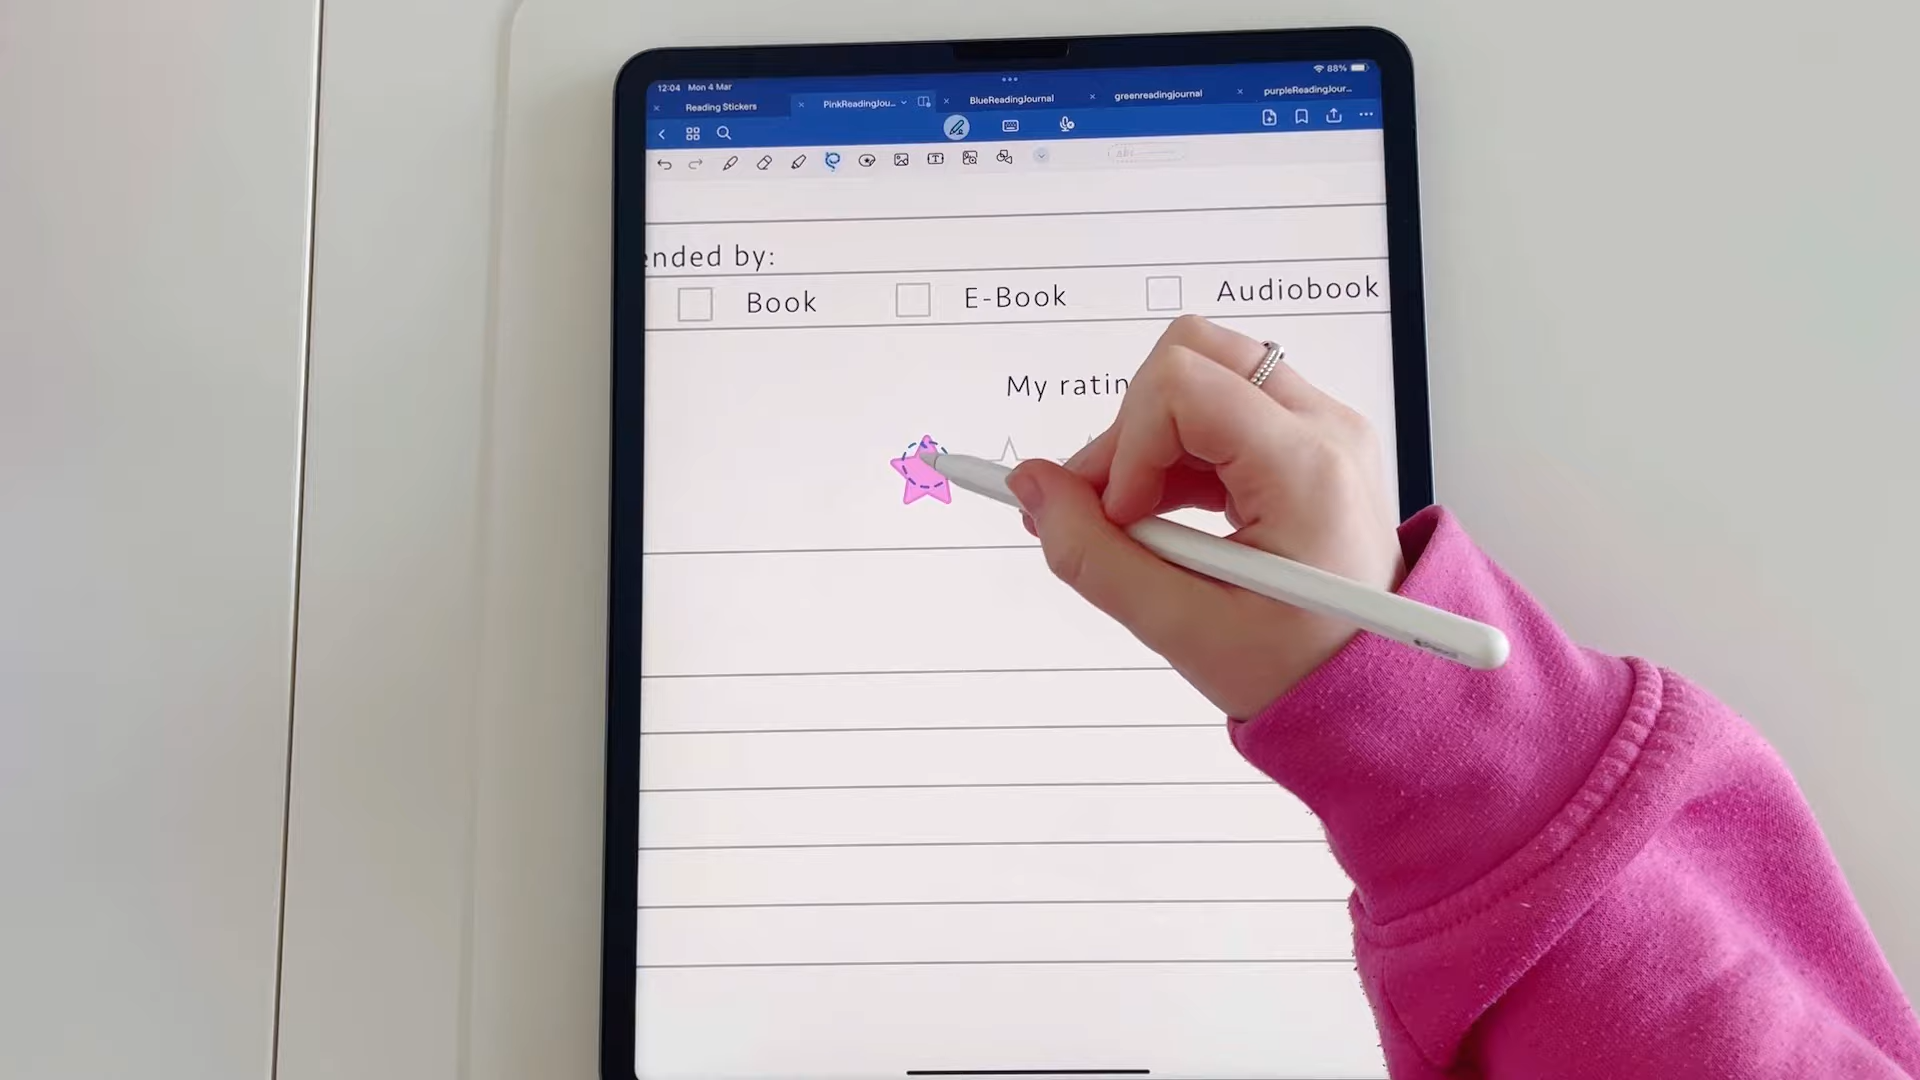 12:04 Mon 4 Mar
88%
Reading Stickers
PinkReadingJou...
BlueReadingJournal
greenreadingjournal
purpleReadingJour...
abc
ended by:
Book
E-Book
Audiobook
My ratin